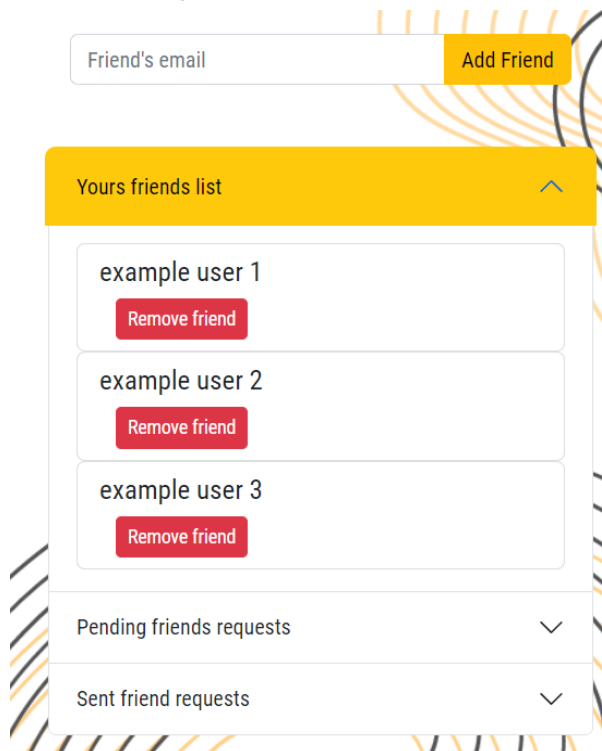 Friend's email
Add Friend
Yours friends list
example user 1
Remove friend
example user 2
Remove friend
example user 3
Remove friend
Pending friends requests
Sent friend requests